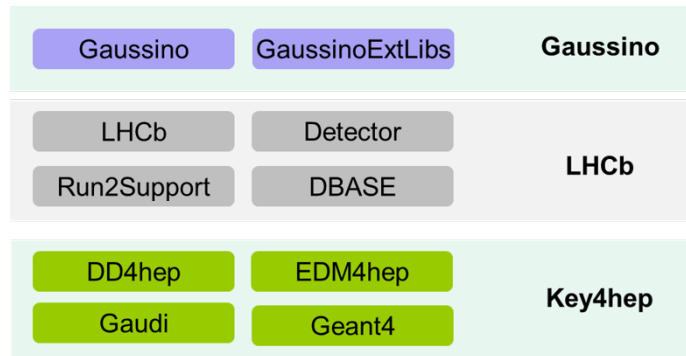 Gaussino GaussinoExtLibs Gaussino
LHCb Detector
LHCb
Run2Support DBASE
DD4hep EDM4hep
Key4hep
Gaudi Geant4